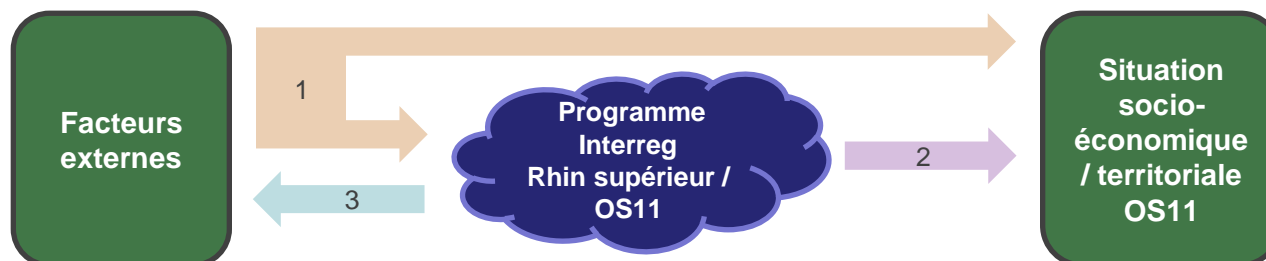 Facteurs
externes
1
3
Programme
Interreg
Rhin supérieur /
OS11
2
Situation
socio-
économique
/ territoriale
OS11